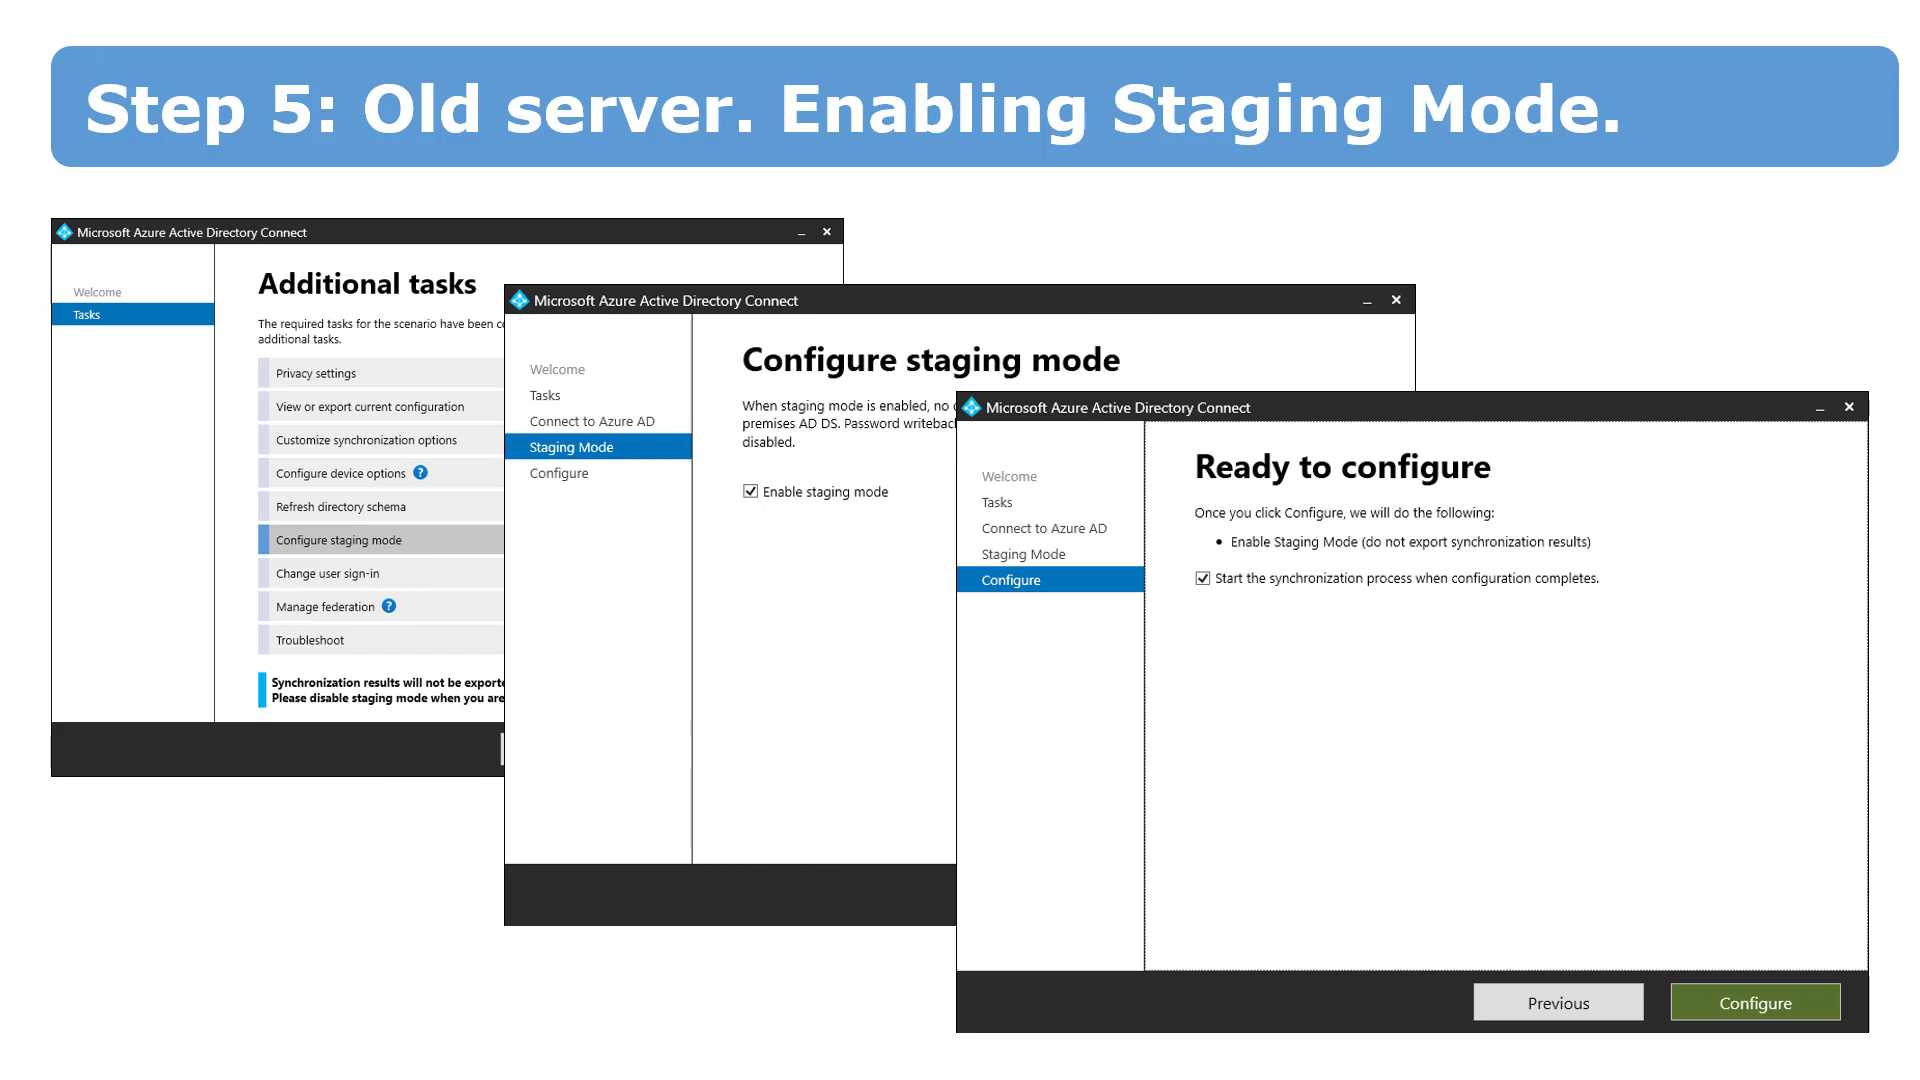 Step 5: Old server. Enabling Staging Mode.
Microsoft Azure Active Directory Connect
Welcome
Tasks
Additional tasks
The required tasks for the scenario have been
additional tasks.
Privacy settings
View or export current configuration
Customize synchronization options
Configure device options ?
Refresh directory schema
Configure staging mode
Change user sign-in
Manage federation ?
Troubleshoot
Synchronization results will not be
Please disable staging mode when you are
Microsoft Azure Active Directory Connect
Welcome
Tasks
Connect to Azure AD
Staging Mode
Configure
Configure staging mode
When staging mode is enabled, no
premises AD DS. Password
disabled.
Enable staging mode
Microsoft Azure Active Directory Connect
Welcome
Tasks
Connect to Azure AD
Staging Mode
Configure
Ready to configure
Once you click Configure, we will do the following:
• Enable Staging Mode (do not export synchronization results)
Start the synchronization process when configuration completes.
Previous
Configure